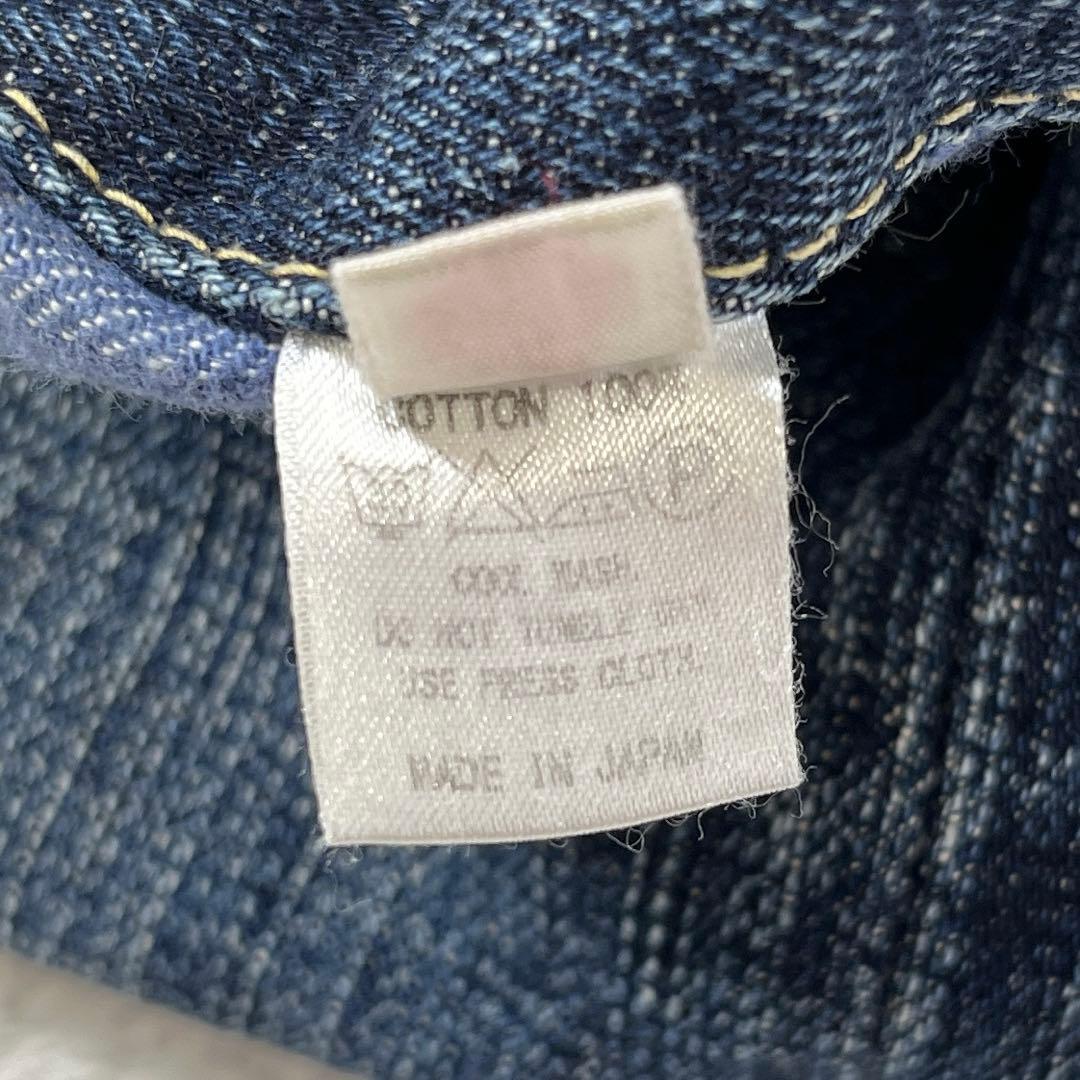 COTTON 100%
P
COOL WASH.
DO NOT TUMBLE DRY.
USE PRESS CLOTH.
MADE IN JAPAN